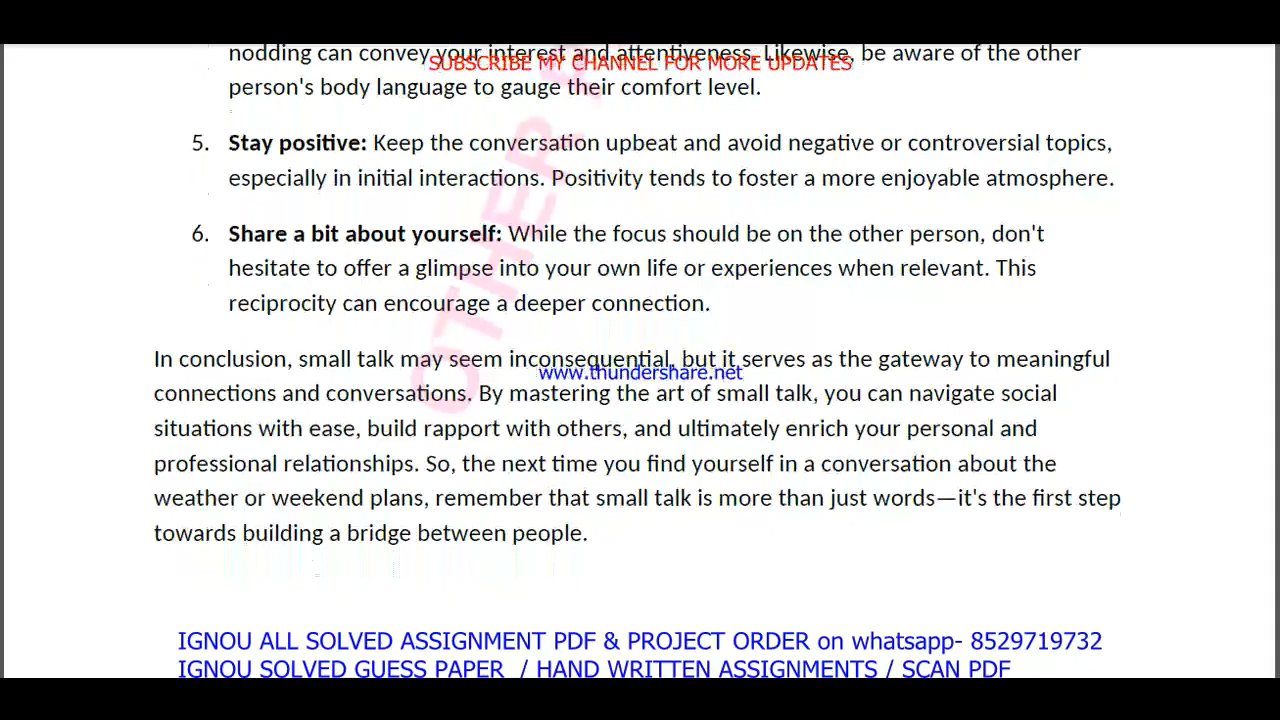 nodding can convey your interest and attentiveness. Likewise, be aware of the other
SUBSCRIBE MY CHANNEL FOR MORE UPDATES
person's body language to gauge their comfort level.
5. Stay positive: Keep the conversation upbeat and avoid negative or controversial topics,
especially in initial interactions. Positivity tends to foster a more enjoyable atmosphere.
6. Share a bit about yourself: While the focus should be on the other person, don't
hesitate to offer a glimpse into your own life or experiences when relevant. This
reciprocity can encourage a deeper connection.
OTHER
In conclusion, small talk may seem inconsequential, but it serves as the gateway to meaningful
www.thundershare.net
connections and conversations. By mastering the art of small talk, you can navigate social
situations with ease, build rapport with others, and ultimately enrich your personal and
professional relationships. So, the next time you find yourself in a conversation about the
weather or weekend plans, remember that small talk is more than just words—it's the first step
towards building a bridge between people.
IGNOU ALL SOLVED ASSIGNMENT PDF & PROJECT ORDER on whatsapp- 8529719732
IGNOU SOLVED GUESS PAPER / HAND WRITTEN ASSIGNMENTS / SCAN PDF